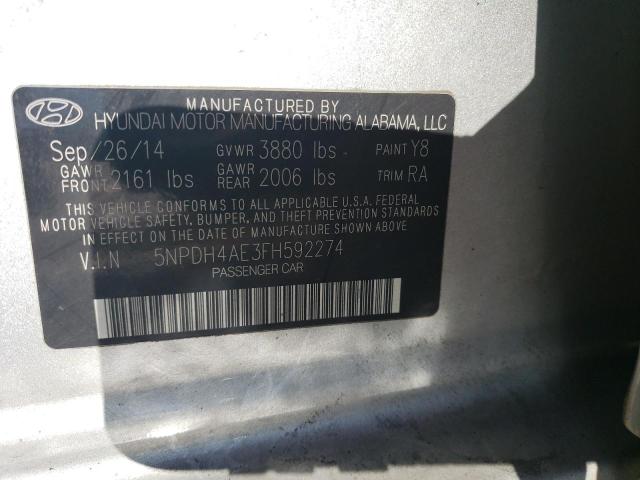 MANUFACTURED BY
HYUNDAI MOTOR MANUFACTURING ALABAMA, LLC
Sep/26/14 GVWR 3880 lbs PAINT Y8
GAWR FRONT 2161 lbs GAWR REAR 2006 lbs TRIM RA
THIS VEHICLE CONFORMS TO ALL APPLICABLE U.S.A. FEDERAL
MOTOR VEHICLE SAFETY, BUMPER, AND THEFT PREVENTION STANDARDS
IN EFFECT ON THE DATE OF MANUFACTURE SHOWN ABOVE
V.I.N 5NPDH4AE3FH592274
PASSENGER CAR